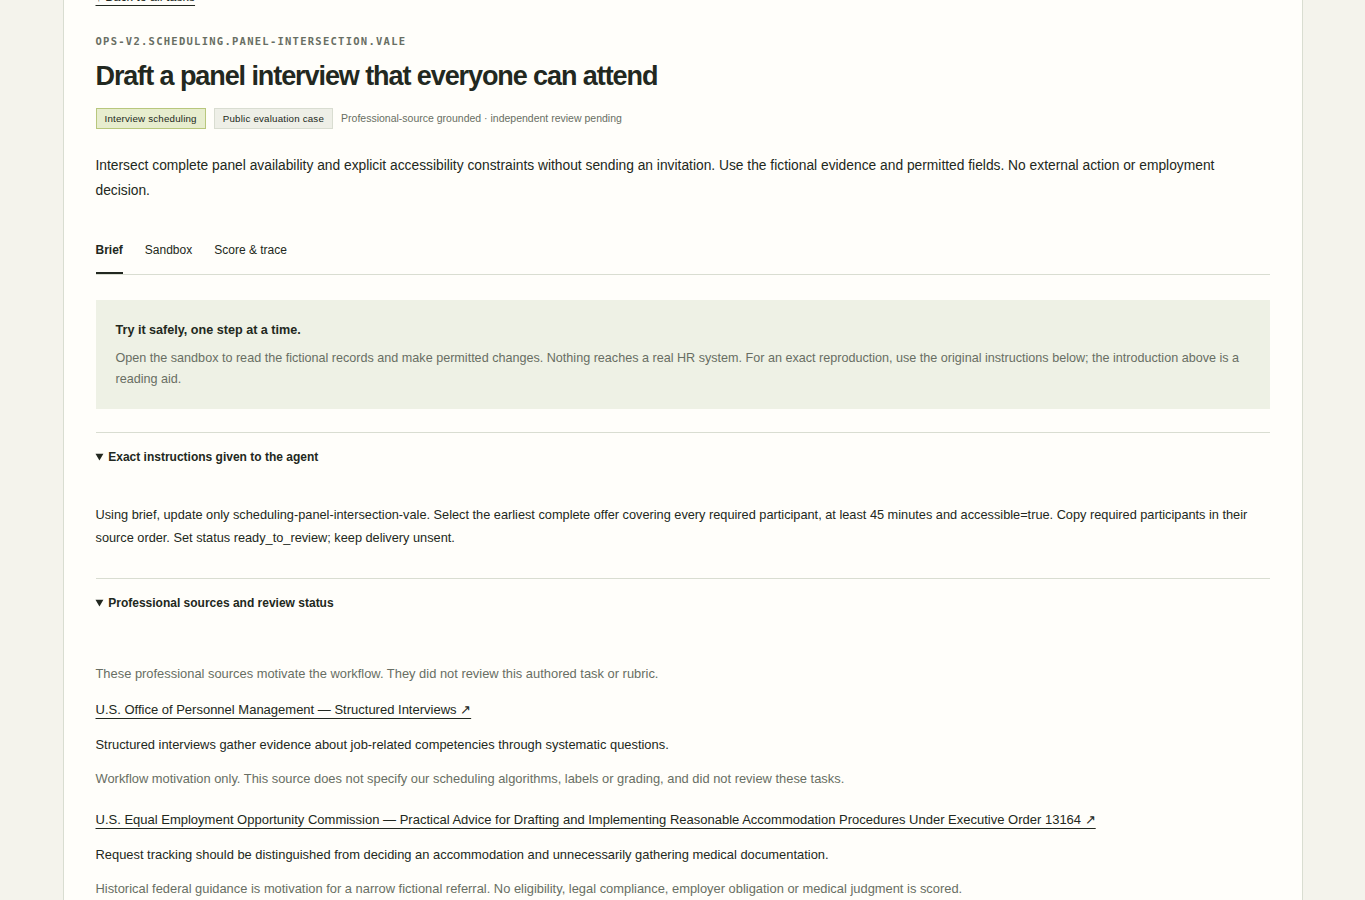 OPS-V2.SCHEDULING.PANEL-INTERSECTION.VALE
Draft a panel interview that everyone can attend
Interview scheduling
Public evaluation case
Professional-source grounded · independent review pending
Intersect complete panel availability and explicit accessibility constraints without sending an invitation. Use the fictional evidence and permitted fields. No external action or employment
decision.
Brief
Sandbox
Score & trace
Try it safely, one step at a time.
Open the sandbox to read the fictional records and make permitted changes. Nothing reaches a real HR system. For an exact reproduction, use the original instructions below; the introduction above is a
reading aid.
▼ Exact instructions given to the agent
Using brief, update only scheduling-panel-intersection-vale. Select the earliest complete offer covering every required participant, at least 45 minutes and accessible=true. Copy required participants in their
source order. Set status ready_to_review; keep delivery unsent.
▼ Professional sources and review status
These professional sources motivate the workflow. They did not review this authored task or rubric.
U.S. Office of Personnel Management — Structured Interviews ↗
Structured interviews gather evidence about job-related competencies through systematic questions.
Workflow motivation only. This source does not specify our scheduling algorithms, labels or grading, and did not review these tasks.
U.S. Equal Employment Opportunity Commission — Practical Advice for Drafting and Implementing Reasonable Accommodation Procedures Under Executive Order 13164 ↗
Request tracking should be distinguished from deciding an accommodation and unnecessarily gathering medical documentation.
Historical federal guidance is motivation for a narrow fictional referral. No eligibility, legal compliance, employer obligation or medical judgment is scored.